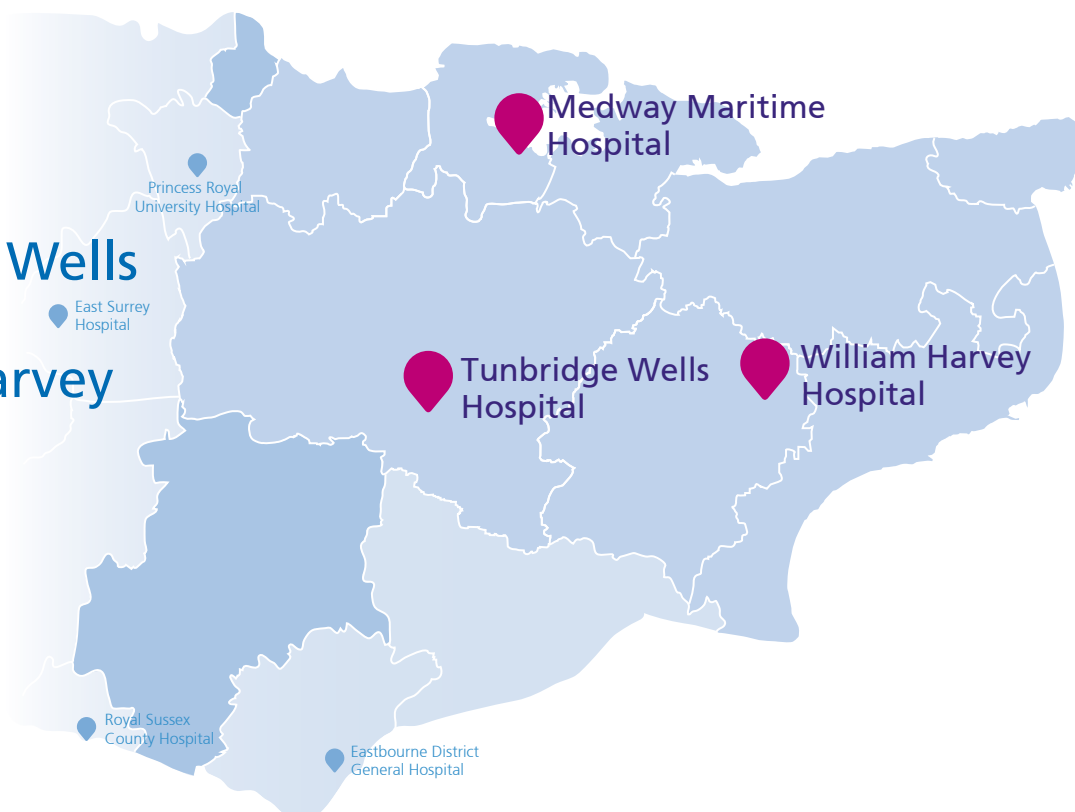 Medway Maritime
Hospital
Princess Royal
University Hospital
Wells
East Surrey
Hospital
Tunbridge Wells
Hospital
William Harvey
Hospital
arvey
Royal Sussex
County Hospital
Eastbourne District
General Hospital